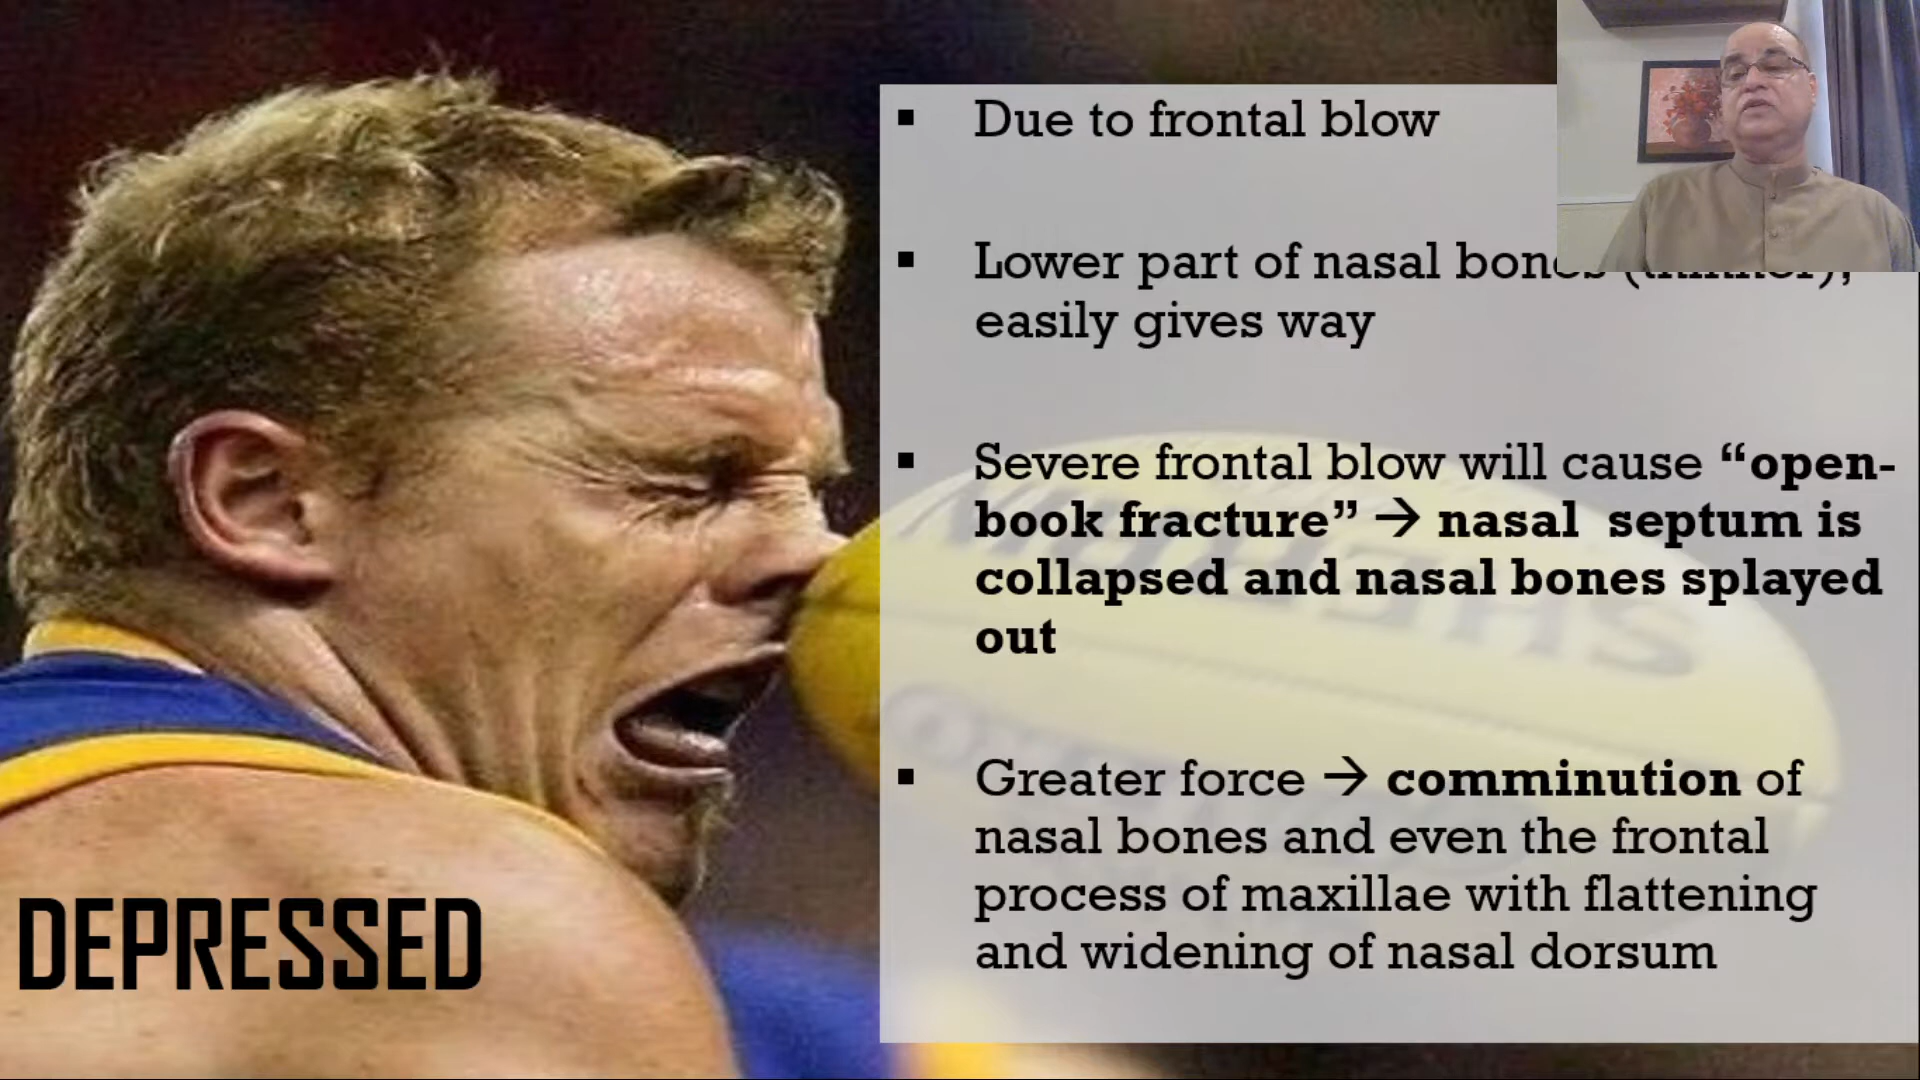 Due to frontal blow
Lower part of nasal bones (thinner),
easily gives way
Severe frontal blow will cause “open-
book fracture” → nasal septum is
collapsed and nasal bones splayed
out
Greater force → comminution of
nasal bones and even the frontal
process of maxillae with flattening
and widening of nasal dorsum
DEPRESSED